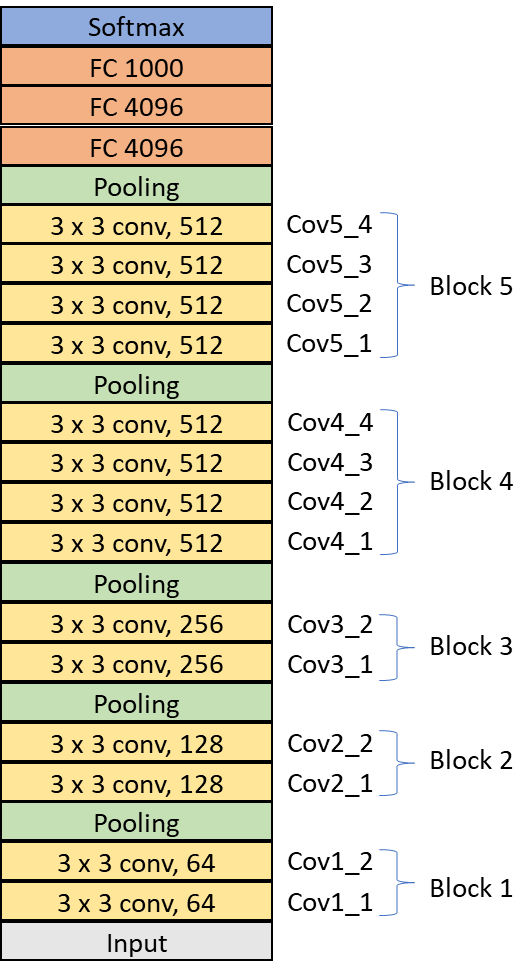 Softmax
FC 1000
FC 4096
FC 4096
Pooling
3 x 3 conv, 512 Cov5_4
3 x 3 conv, 512 Cov5_3
Block 5
3 x 3 conv, 512 Cov5_2
3 x 3 conv, 512 Cov5_1
Pooling
3 x 3 conv, 512 Cov4_4
3 x 3 conv, 512 Cov4_3
Block 4
3 x 3 conv, 512 Cov4_2
3 x 3 conv, 512 Cov4_1
Pooling
3 x 3 conv, 256 Cov3_2
Block 3
3 x 3 conv, 256 Cov3_1
Pooling
3 x 3 conv, 128 Cov2_2
Block 2
3 x 3 conv, 128 Cov2_1
Pooling
3 x 3 conv, 64 Cov1_2
Block 1
3 x 3 conv, 64 Cov1_1
Input